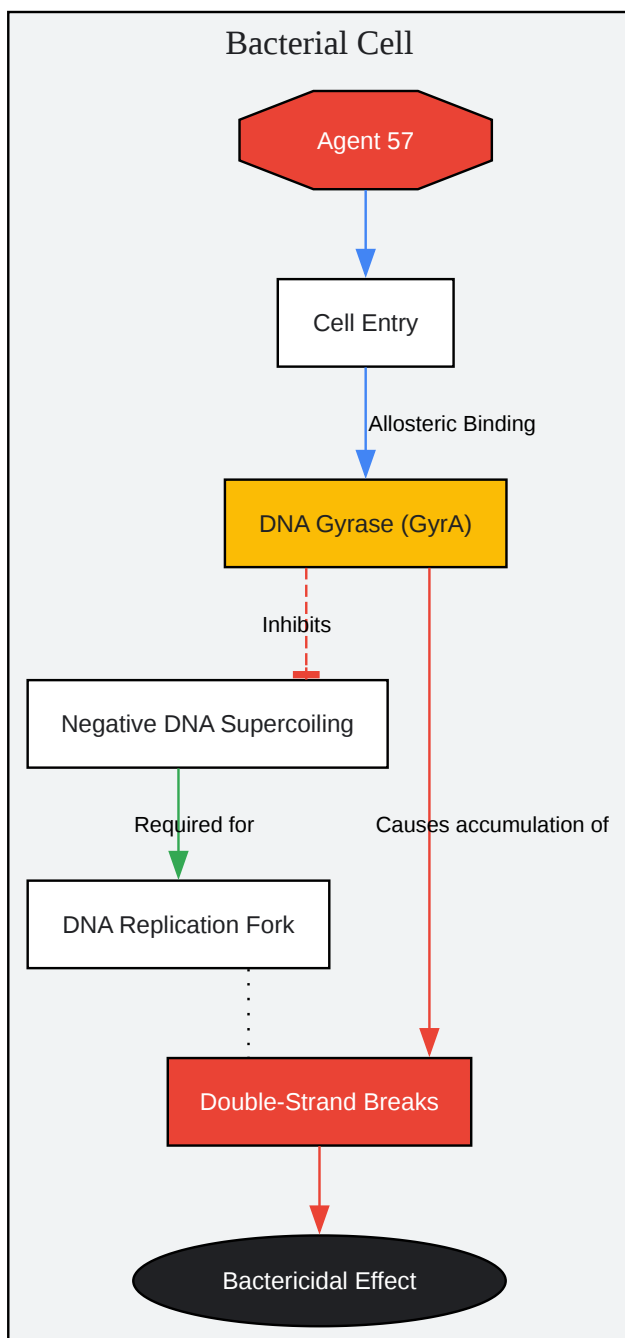 Bacterial Cell
Agent 57
Cell Entry
Allosteric Binding
DNA Gyrase (GyrA)
Inhibits
Negative DNA Supercoiling
Required for
Causes accumulation of
DNA Replication Fork
Double-Strand Breaks
Bactericidal Effect